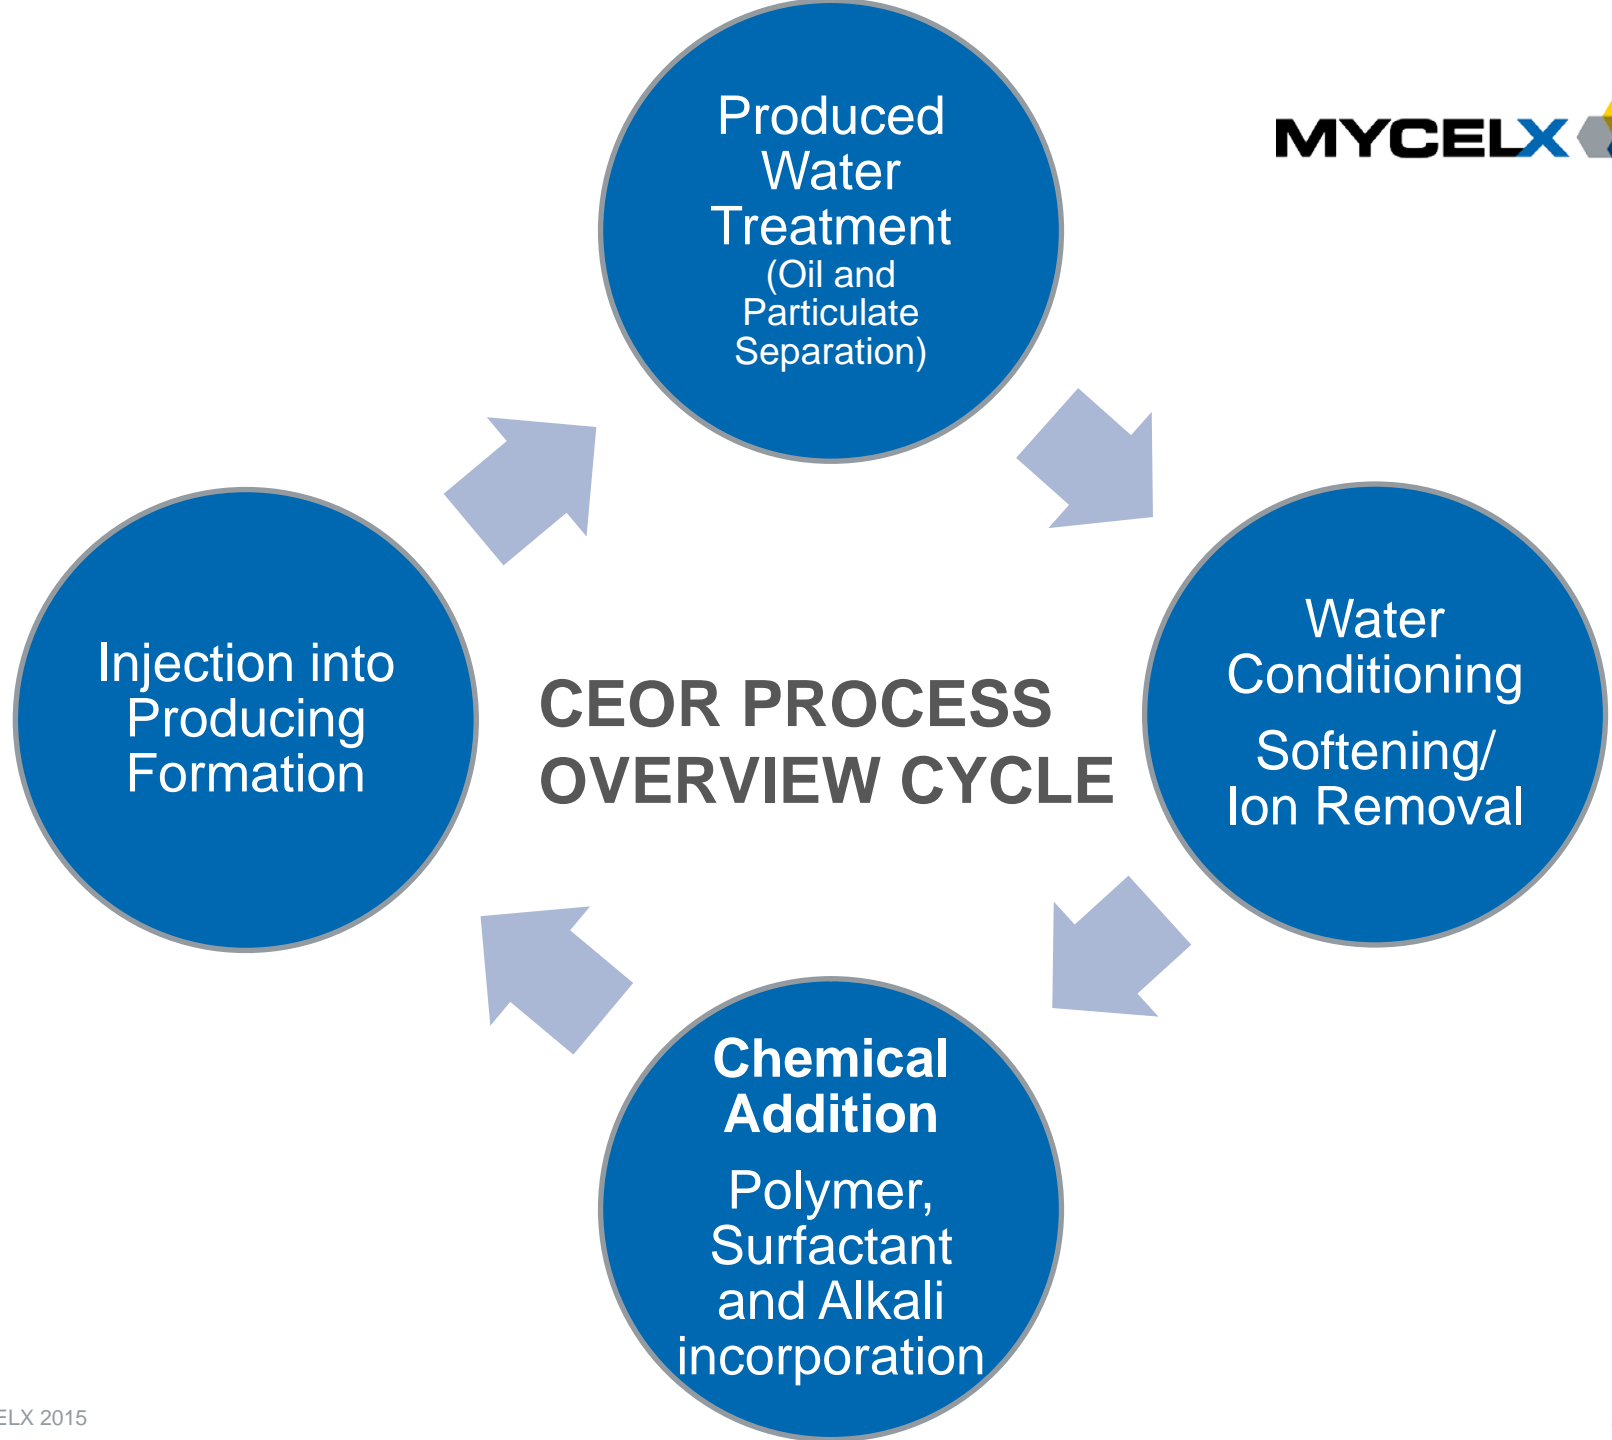 Produced
Water
Treatment
(Oil and
Particulate
Separation)
MYCELX
Water
Conditioning
Softening/
Ion Removal
Injection into
Producing
Formation
CEOR PROCESS
OVERVIEW CYCLE
Chemical
Addition
Polymer,
Surfactant
and Alkali
incorporation
2015